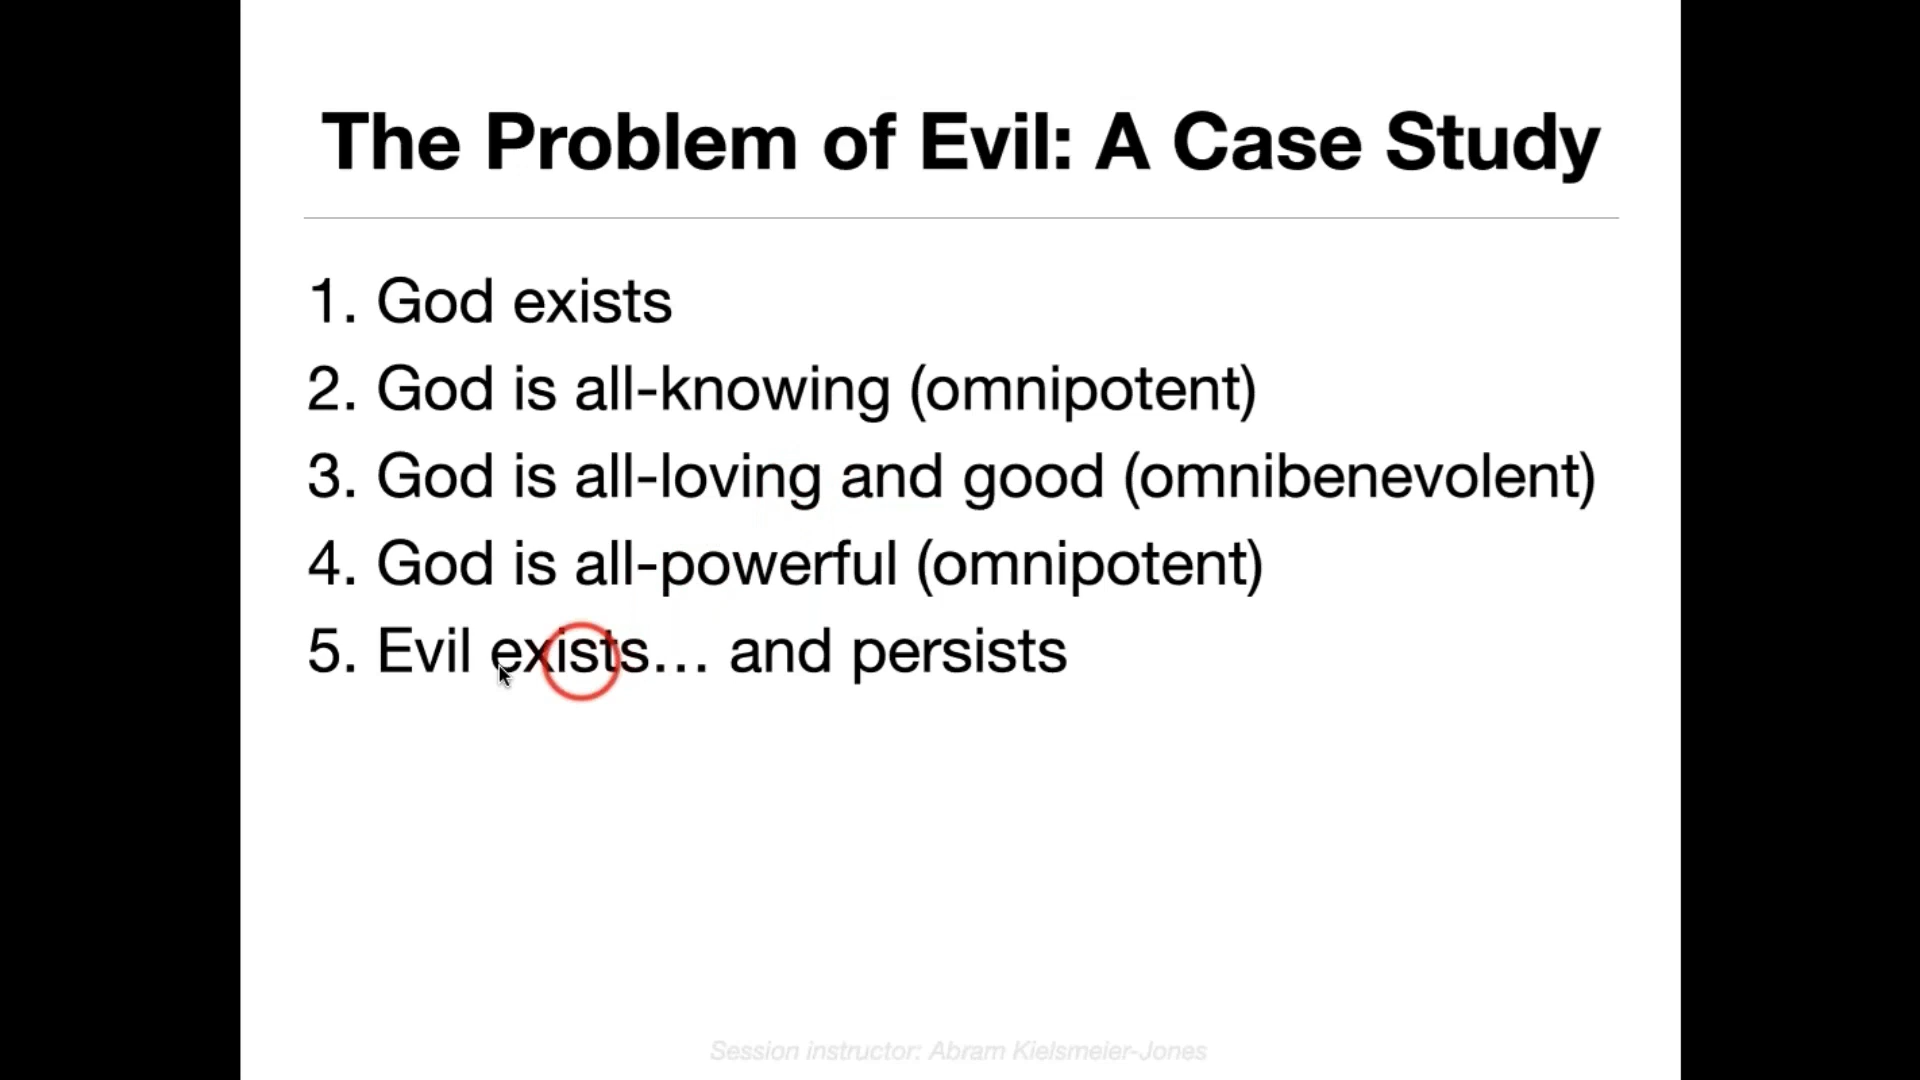 The Problem of Evil: A Case Study
1. God exists
2. God is all-knowing (omnipotent)
3. God is all-loving and good (omnibenevolent)
4. God is all-powerful (omnipotent)
5. Evil exists… and persists
Session instructor: Abram Kielsmeier-Jones